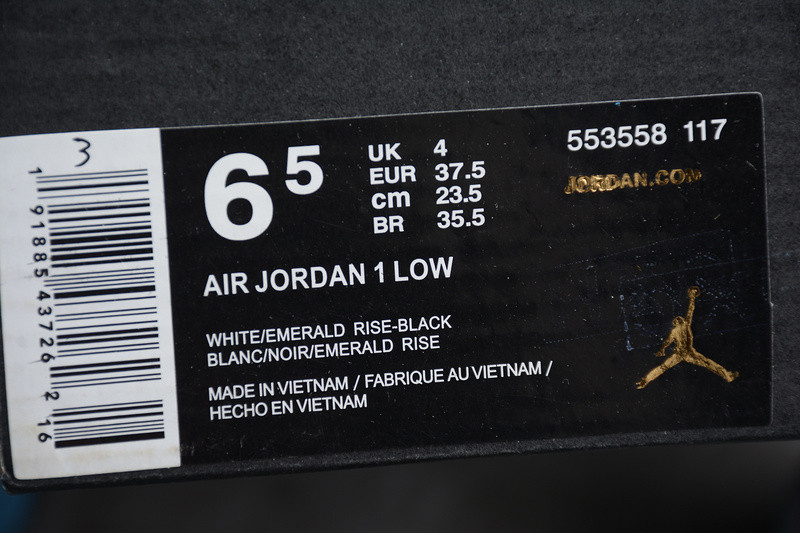 3
1 91885 43726 2 16
6 5
UK 4
EUR 37.5
cm 23.5
BR 35.5
553558 117
JORDAN.COM
AIR JORDAN 1 LOW
WHITE/EMERALD RISE-BLACK
BLANC/NOIR/EMERALD RISE
MADE IN VIETNAM / FABRIQUE AU VIETNAM /
HECHO EN VIETNAM